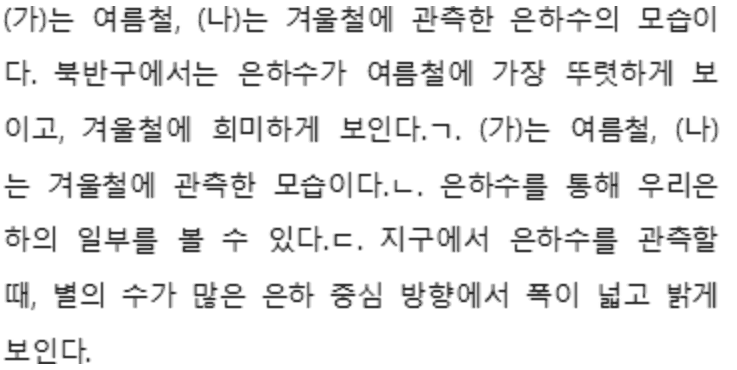 (가)는 여름철, (나)는 겨울철에 관측한 은하수의 모습이
다. 북반구에서는 은하수가 여름철에 가장 뚜렷하게 보
이고, 겨울철에 희미하게 보인다.ㄱ. (가)는 여름철, (나)
는 겨울철에 관측한 모습이다.ㄴ. 은하수를 통해 우리은
하의 일부를 볼 수 있다.ㄷ. 지구에서 은하수를 관측할
때, 별의 수가 많은 은하 중심 방향에서 폭이 넓고 밝게
보인다.